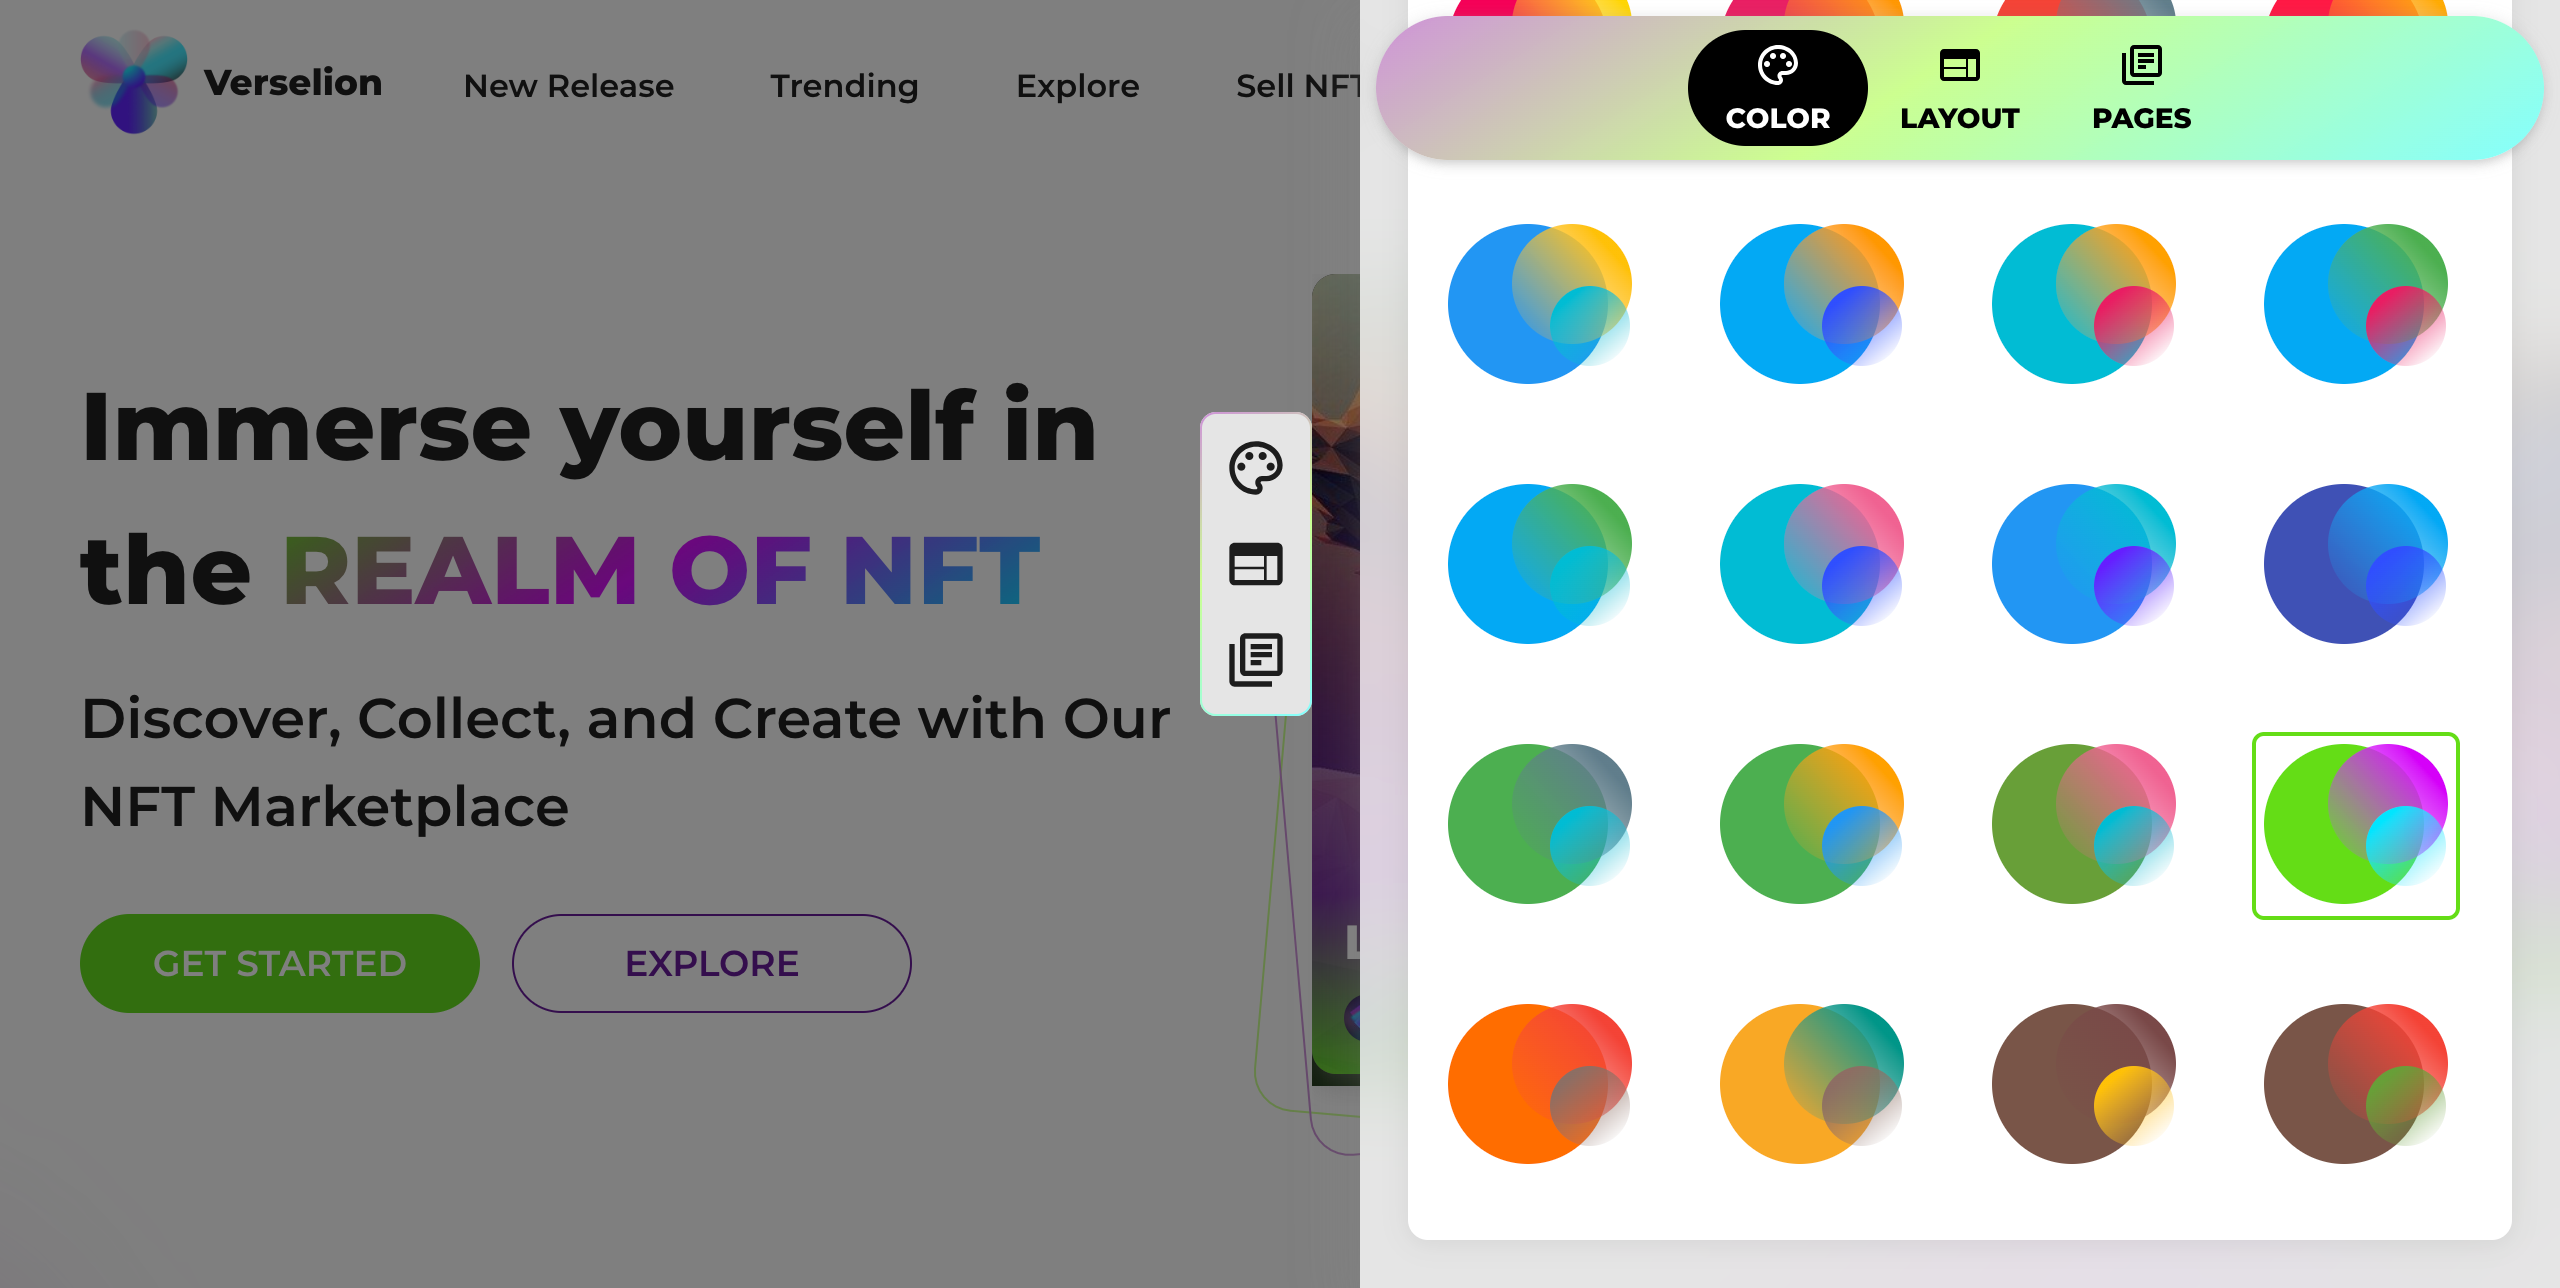 Verselion
New Release
Trending
Explore
Sell NFT
COLOR
LAYOUT
PAGES
Immerse yourself in
the REALM OF NFT
Discover, Collect, and Create with Our
NFT Marketplace
GET STARTED
EXPLORE